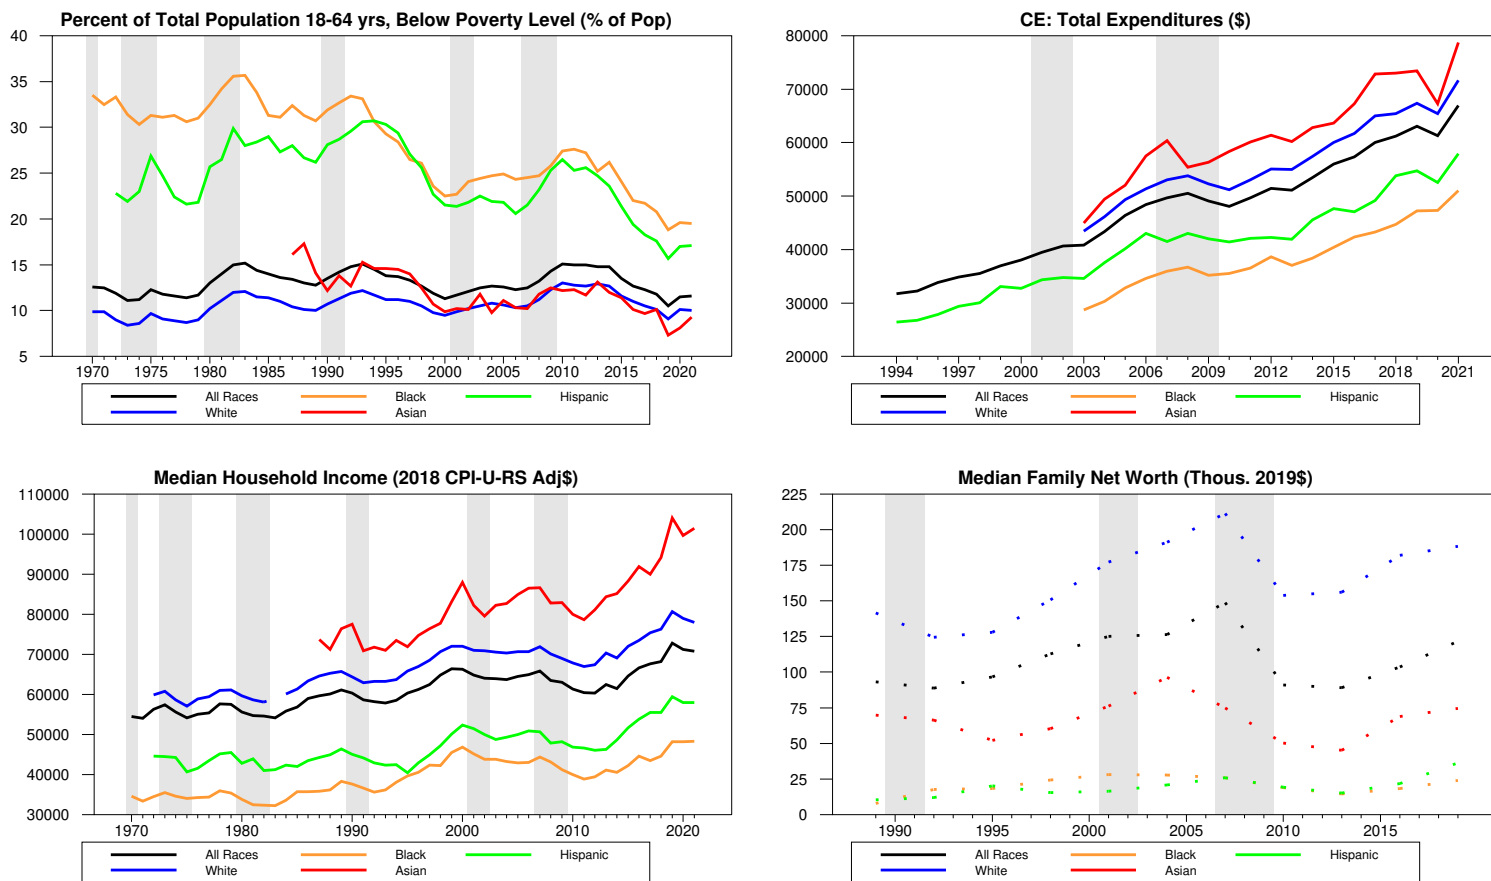 Percent of Total Population 18-64 yrs, Below Poverty Level (% of Pop)
40
35
30
25
20
15
10
5
1970 1975 1980 1985 1990 1995 2000 2005 2010 2015 2020
All Races Black Hispanic
White Asian
CE: Total Expenditures ($)
80000
70000
60000
50000
40000
30000
20000
1994 1997 2000 2003 2006 2009 2012 2015 2018 2021
All Races Black Hispanic
White Asian
Median Household Income (2018 CPI-U-RS Adj$)
110000
100000
90000
80000
70000
60000
50000
40000
30000
1970 1980 1990 2000 2010 2020
All Races Black Hispanic
White Asian
Median Family Net Worth (Thous. 2019$)
225
200
175
150
125
100
75
50
25
0
1990 1995 2000 2005 2010 2015
All Races Black Hispanic
White Asian